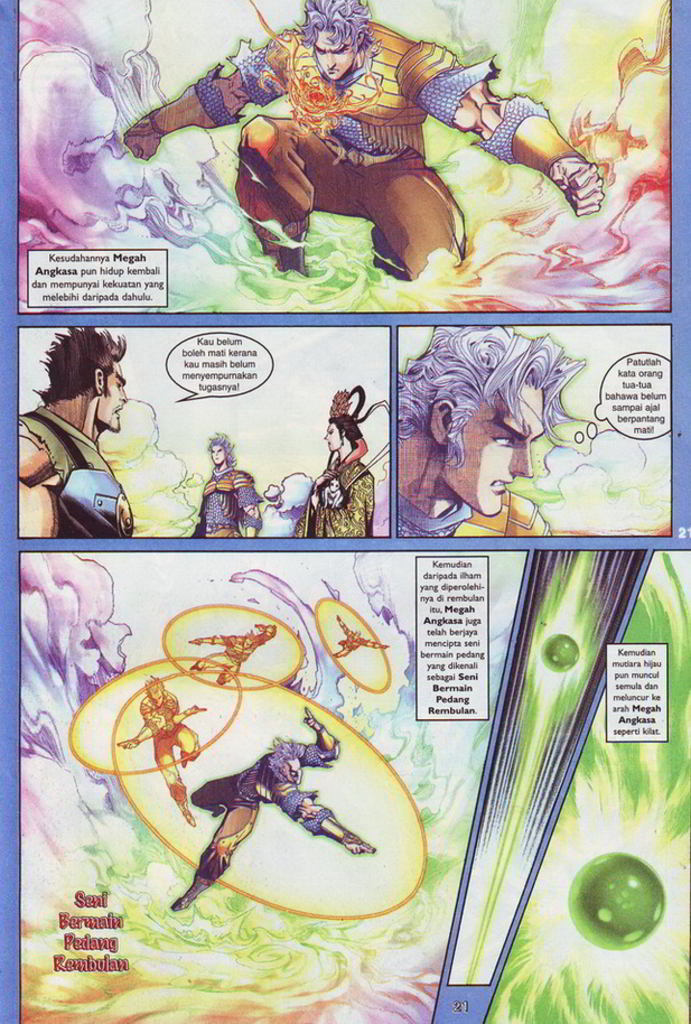 Kesudahannya Megah
Angkasa pun hidup kembali
dan mempunyai kekuatan yang
melebihi daripada dahulu.
Kau belum
boleh mati kerana
kau masih belum
menyempurnakan
tugasnya!
Patutlah
kata orang
tua-tua
bahawa belum
sampai ajal
berpantang
mati!
21
Kemudian
daripada ilham
yang diperolehi-
nya di rembulan
itu, Megah
Angkasa juga
telah berjaya
mencipta seni
bermain pedang
yang dikenali
sebagai Seni
Bermain
Pedang
Rembulan.
Kemudian
mutiara hijau
pun muncul
semula dan
meluncur ke
arah Megah
Angkasa
seperti kilat.
Seni
Bermain
Pedang
Rembulan
21